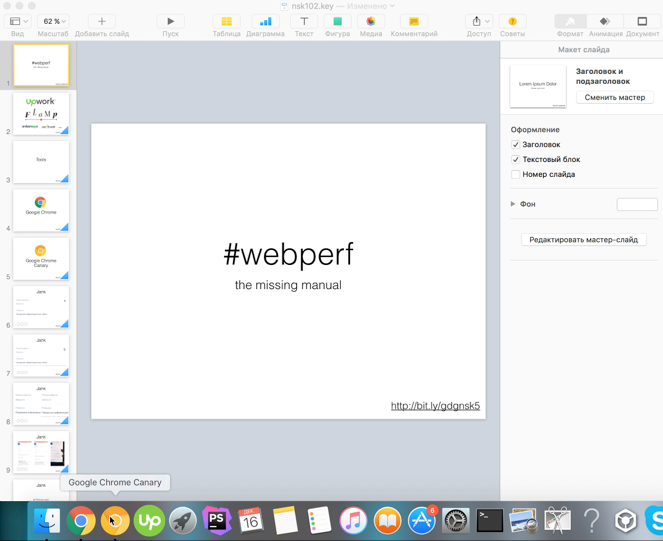 nsk102.key — Изменено
62 %
Вид
Масштаб
Добавить слайд
Пуск
Таблица
Диаграмма
Текст
Фигура
Медиа
Комментарий
Доступ
Советы
Формат
Анимация
Документ
Макет слайда
Lorem Ipsum Dolor
Заголовок и
подзаголовок
Сменить мастер
Оформление
Заголовок
Текстовый блок
Номер слайда
Фон
Редактировать мастер-слайд
1
#webperf
2
upwork
3
Tools
4
Google Chrome
5
Google Chrome
Canary
6
Jank
7
Jank
8
Jank
9
Jank
Jank
#webperf
the missing manual
http://bit.ly/gdgnsk5
Google Chrome Canary
Up
PS
16
6
>_
?
S